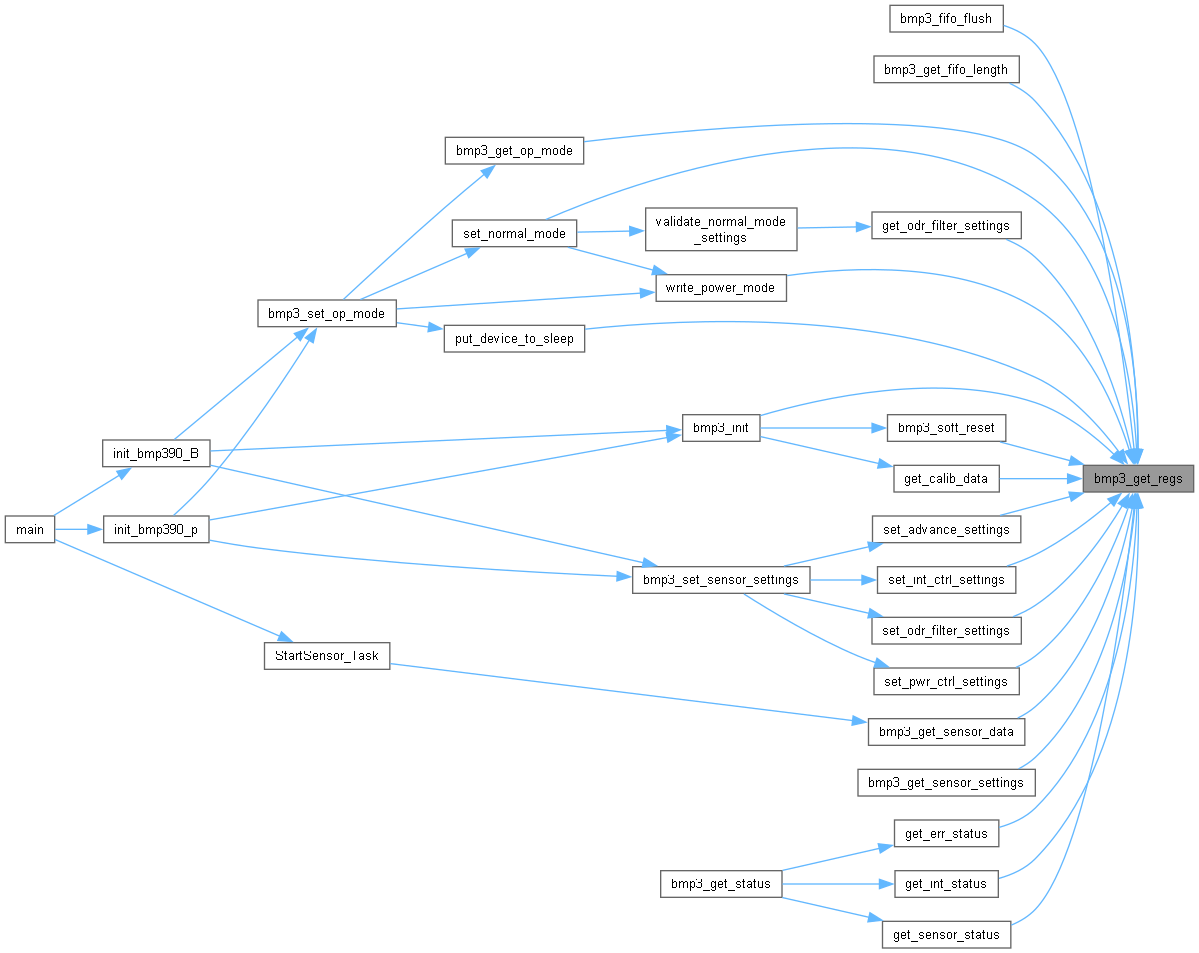 bmp3_fifo_flush
bmp3_get_fifo_length
bmp3_get_op_mode
validate_normal_mode
_settings
get_odr_filter_settings
set_normal_mode
write_power_mode
bmp3_set_op_mode
put_device_to_sleep
bmp3_init
bmp3_soft_reset
init_bmp390_B
get_calib_data
bmp3_get_regs
main
init_bmp390_p
set_advance_settings
bmp3_set_sensor_settings
set_int_ctrl_settings
set_odr_filter_settings
StartSensor_Task
set_pwr_ctrl_settings
bmp3_get_sensor_data
bmp3_get_sensor_settings
get_err_status
bmp3_get_status
get_int_status
get_sensor_status